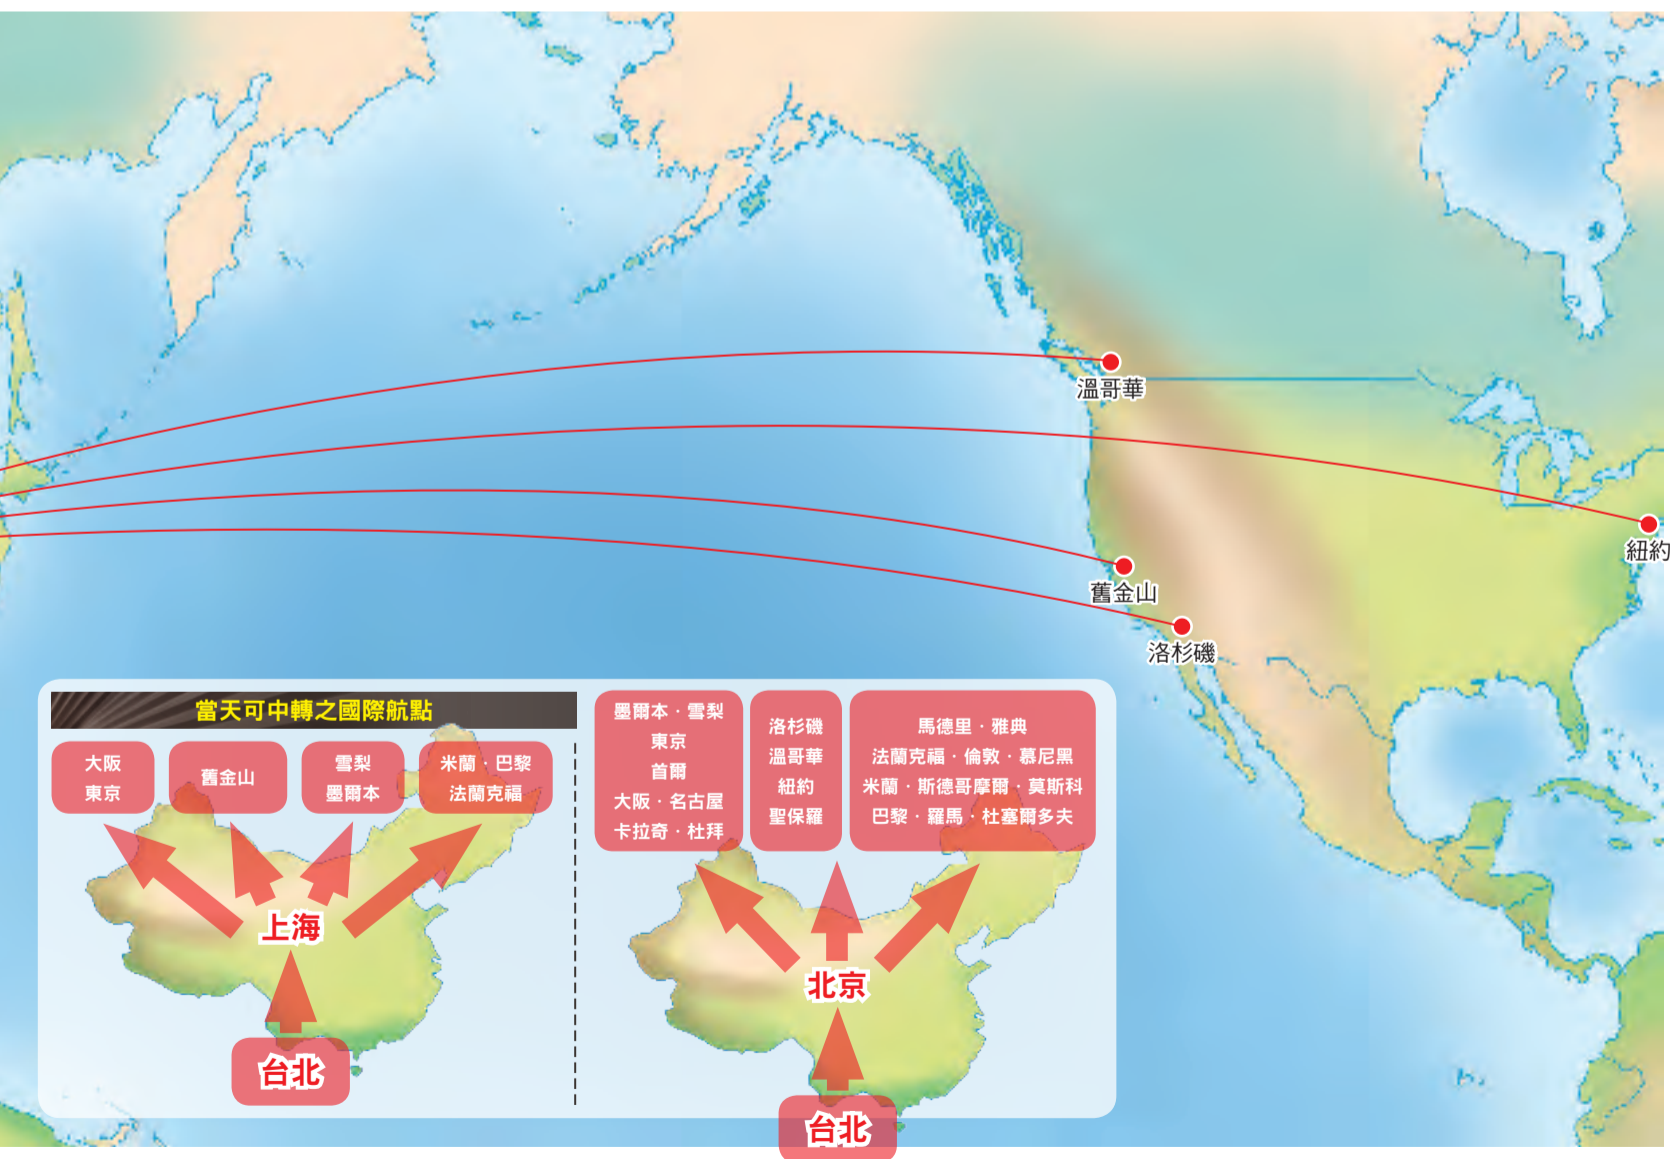 溫哥華
紐約
舊金山
洛杉磯
當天可中轉之國際航點
大阪
東京
舊金山
雪梨
墨爾本
米蘭．巴黎
法蘭克福
上海
台北
墨爾本．雪梨
東京
首爾
大阪．名古屋
卡拉奇．杜拜
洛杉磯
溫哥華
紐約
聖保羅
馬德里．雅典
法蘭克福．倫敦．慕尼黑
米蘭．斯德哥摩爾．莫斯科
巴黎．羅馬．杜塞爾多夫
北京
台北